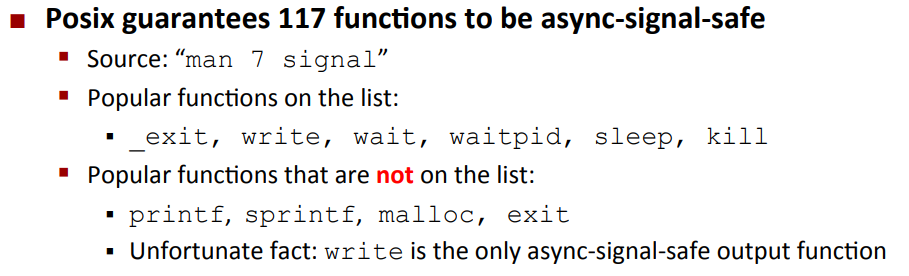 Posix guarantees 117 functions to be async-signal-safe
Source: “man 7 signal”
Popular functions on the list:
_exit, write, wait, waitpid, sleep, kill
Popular functions that are not on the list:
printf, sprintf, malloc, exit
Unfortunate fact: write is the only async-signal-safe output function